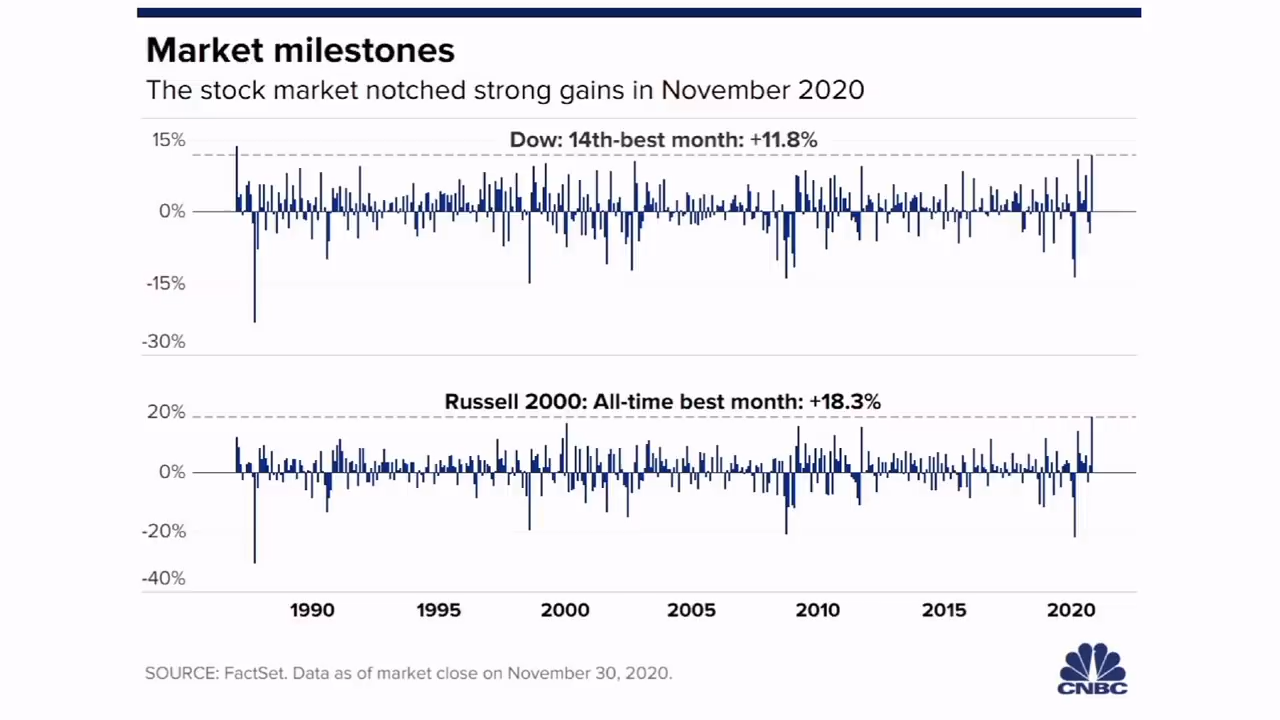 Market milestones
The stock market notched strong gains in November 2020
15%
Dow: 14th-best month: +11.8%
0%
-15%
-30%
Russell 2000: All-time best month: +18.3%
20%
0%
-20%
-40%
1990 1995 2000 2005 2010 2015 2020
SOURCE: FactSet. Data as of market close on November 30, 2020.
CNBC